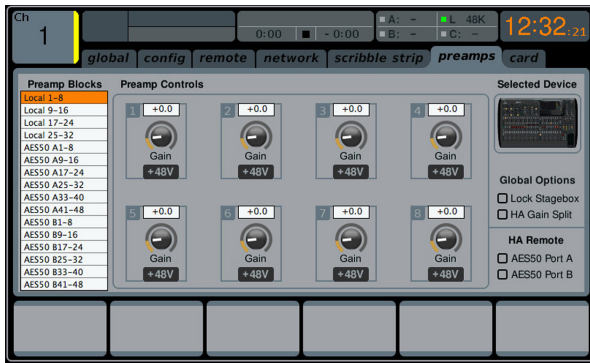 Ch
1
0:00 - 0:00
A: -
B: -
L 48K
C: -
12:32:21
global config remote network scribble strip preamps card
Preamp Blocks
Local 1-8
Local 9-16
Local 17-24
Local 25-32
AES50 A1-8
AES50 A9-16
AES50 A17-24
AES50 A25-32
AES50 A33-40
AES50 A41-48
AES50 B1-8
AES50 B9-16
AES50 B17-24
AES50 B25-32
AES50 B33-40
AES50 B41-48
Preamp Controls
1 +0.0
Gain
+48V
2 +0.0
Gain
+48V
3 +0.0
Gain
+48V
4 +0.0
Gain
+48V
5 +0.0
Gain
+48V
6 +0.0
Gain
+48V
7 +0.0
Gain
+48V
8 +0.0
Gain
+48V
Selected Device
Global Options
Lock Stagebox
HA Gain Split
HA Remote
AES50 Port A
AES50 Port B